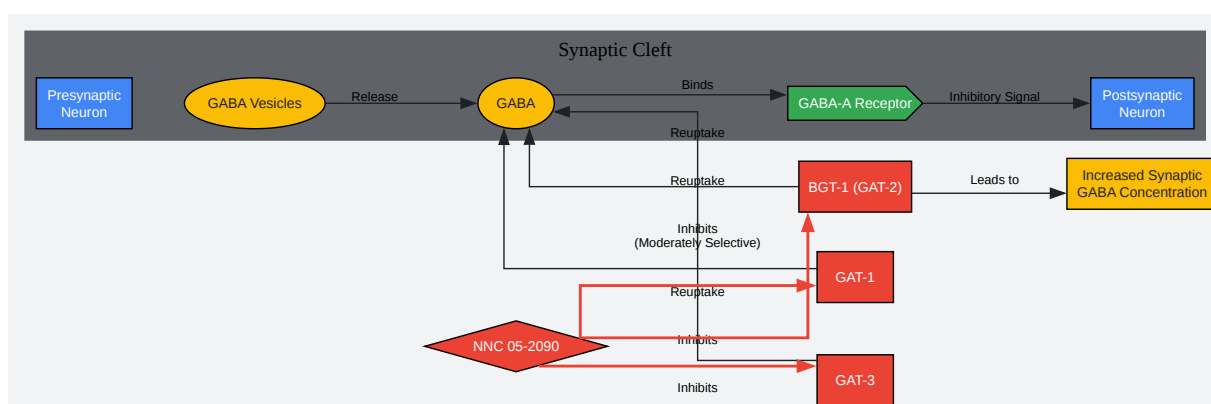 Synaptic Cleft
Presynaptic
Neuron
GABA Vesicles
Release
GABA
Binds
GABA-A Receptor
Inhibitory Signal
Postsynaptic
Neuron
Reuptake
Reuptake
BGT-1 (GAT-2)
Leads to
Increased Synaptic
GABA Concentration
Inhibits
(Moderately Selective)
GAT-1
Reuptake
NNC 05-2090
Inhibits
GAT-3
Inhibits